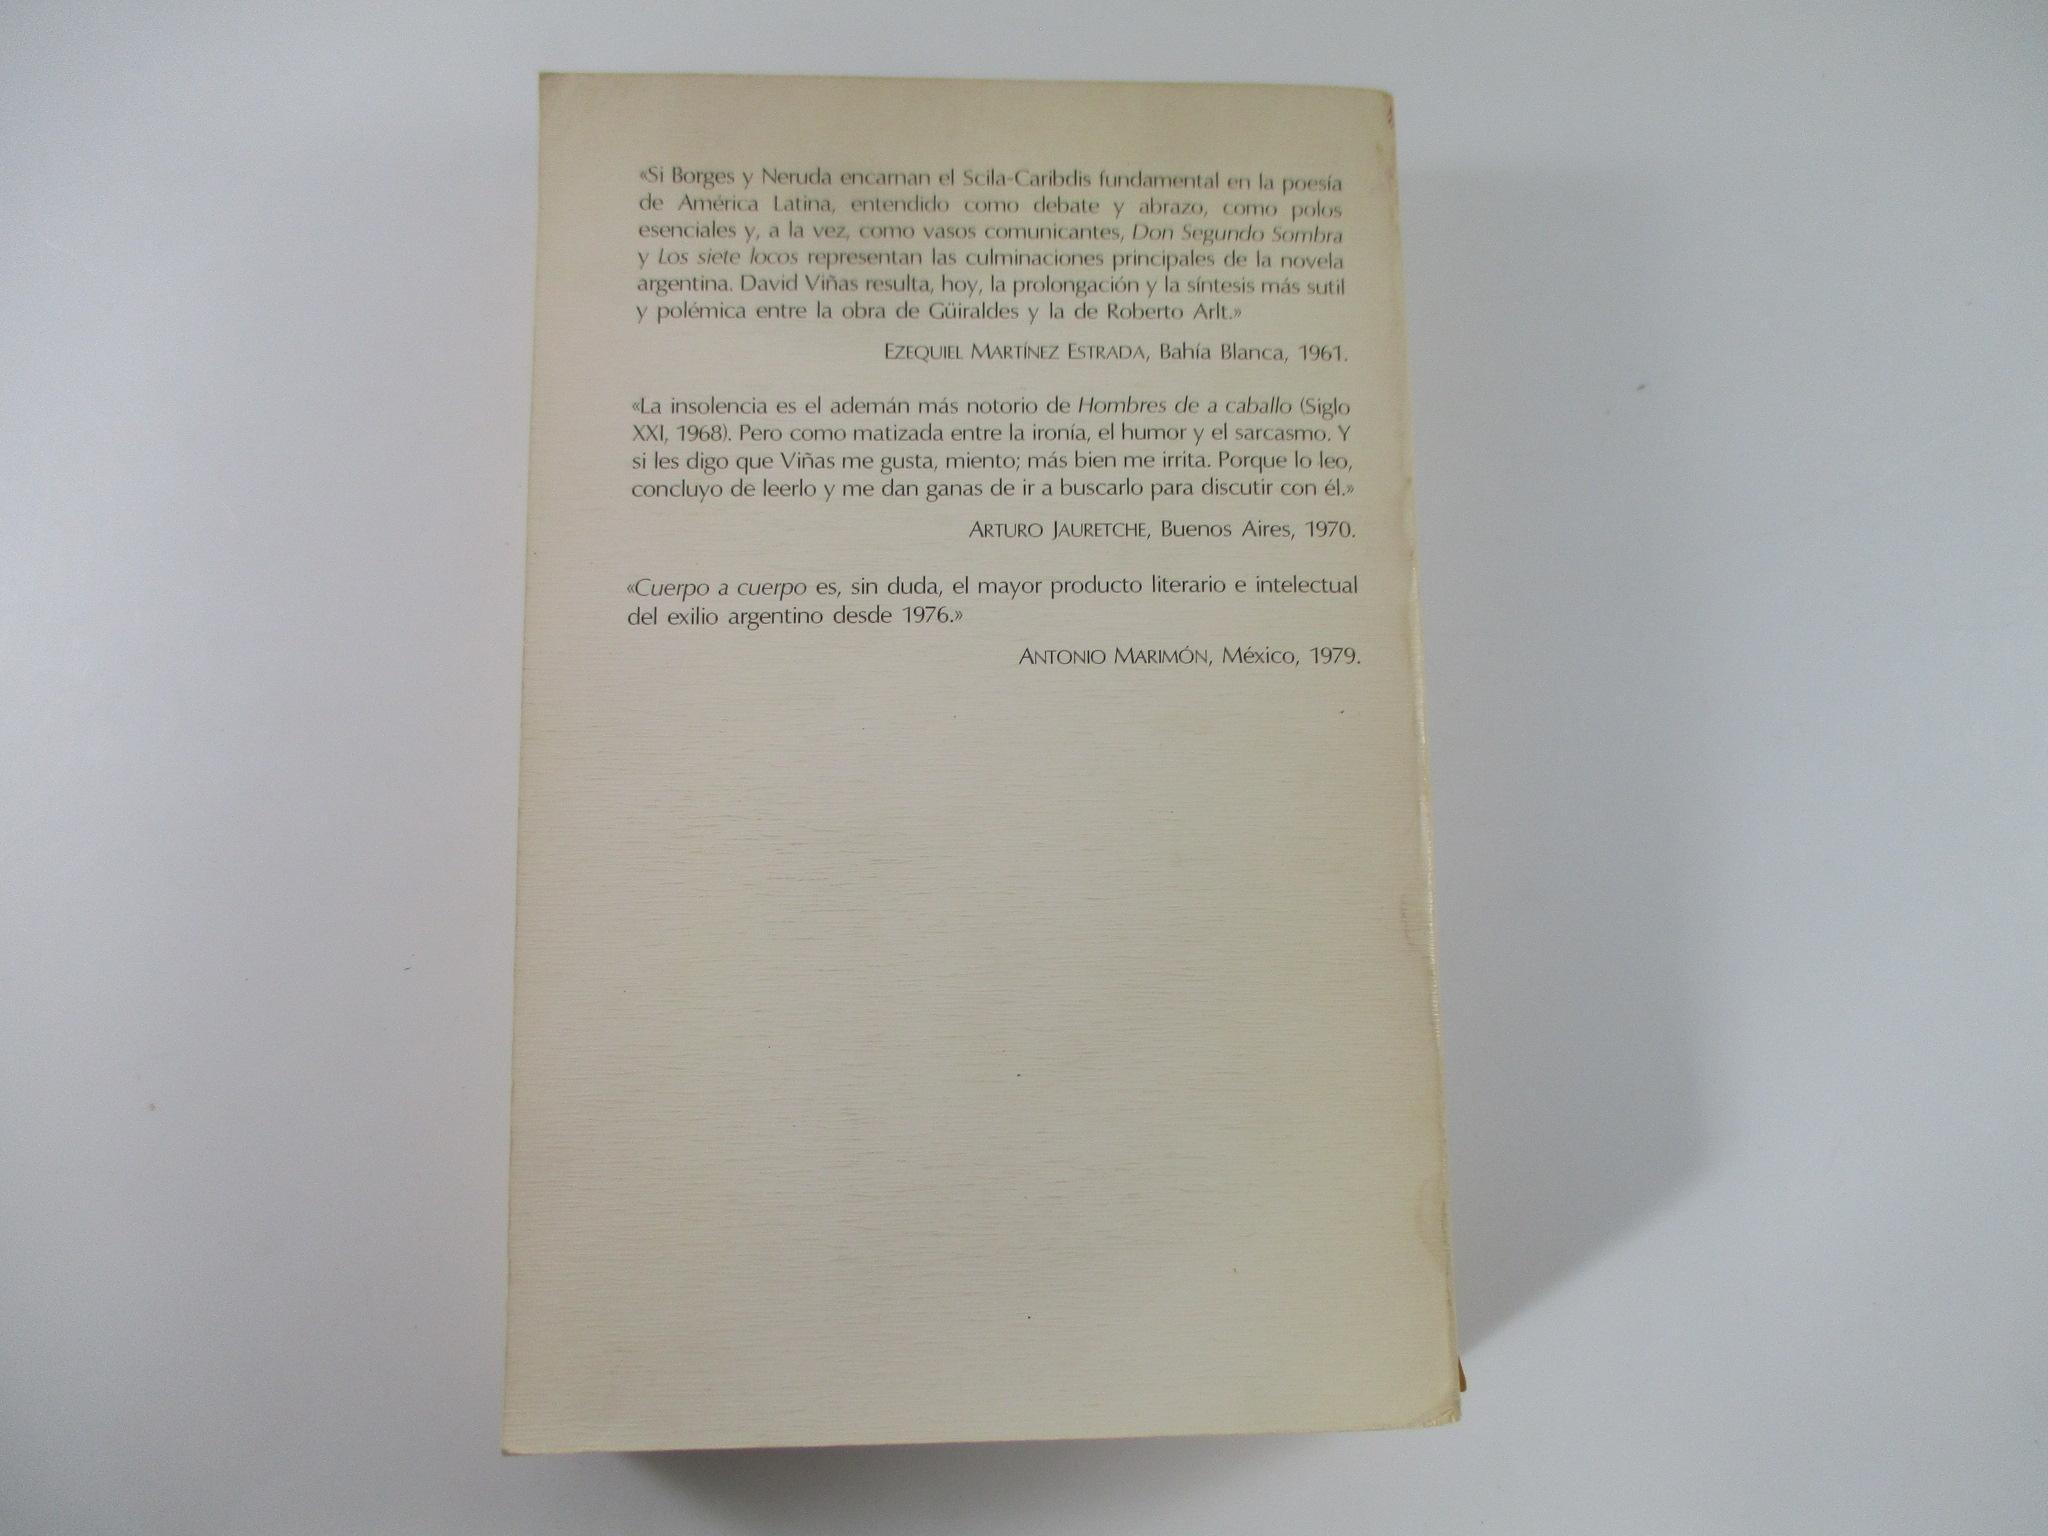 «Si Borges y Neruda encarnan el Scila-Caribdis fundamental en la poesía
de América Latina, entendido como debate y abrazo, como polos
esenciales y, a la vez, como vasos comunicantes, Don Segundo Sombra
y Los siete locos representan las culminaciones principales de la novela
argentina. David Viñas resulta, hoy, la prolongación y la síntesis más sutil
y polémica entre la obra de Güiraldes y la de Roberto Arlt.»
EZEQUIEL MARTÍNEZ ESTRADA, Bahía Blanca, 1961.
«La insolencia es el ademán más notorio de Hombres de a caballo (Siglo
XXI, 1968). Pero como matizada entre la ironía, el humor y el sarcasmo. Y
si les digo que Viñas me gusta, miento; más bien me irrita. Porque lo leo,
concluyo de leerlo y me dan ganas de ir a buscarlo para discutir con él.»
ARTURO JAURETCHE, Buenos Aires, 1970.
«Cuerpo a cuerpo es, sin duda, el mayor producto literario e intelectual
del exilio argentino desde 1976.»
ANTONIO MARIMÓN, México, 1979.